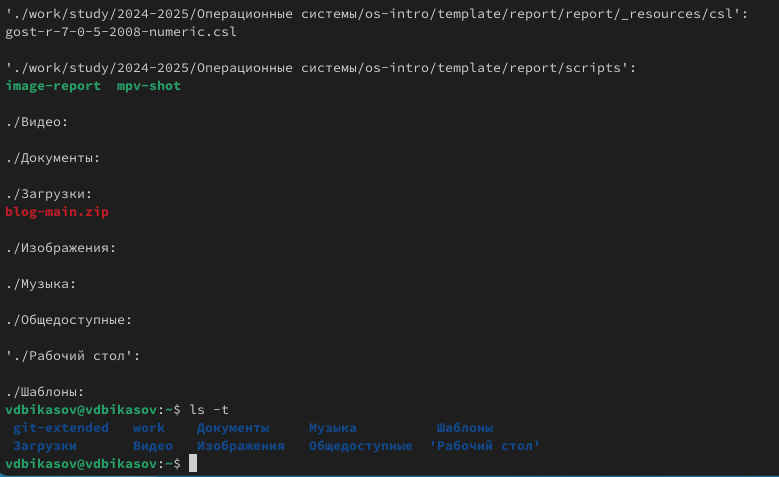 './work/study/2024-2025/Операционные системы/os-intro/template/report/report/_resources/csl':
gost-r-7-0-5-2008-numeric.csl
'./work/study/2024-2025/Операционные системы/os-intro/template/report/scripts':
image-report  mpv-shot
./Видео:
./Документы:
./Загрузки:
blog-main.zip
./Изображения:
./Музыка:
./Общедоступные:
'./Рабочий стол':
./Шаблоны:
vdbikasov@vdbikasov:~$ ls -t
git-extended   work   Документы     Музыка          Шаблоны
Загрузки       Видео  Изображения   Общедоступные  'Рабочий стол'
vdbikasov@vdbikasov:~$